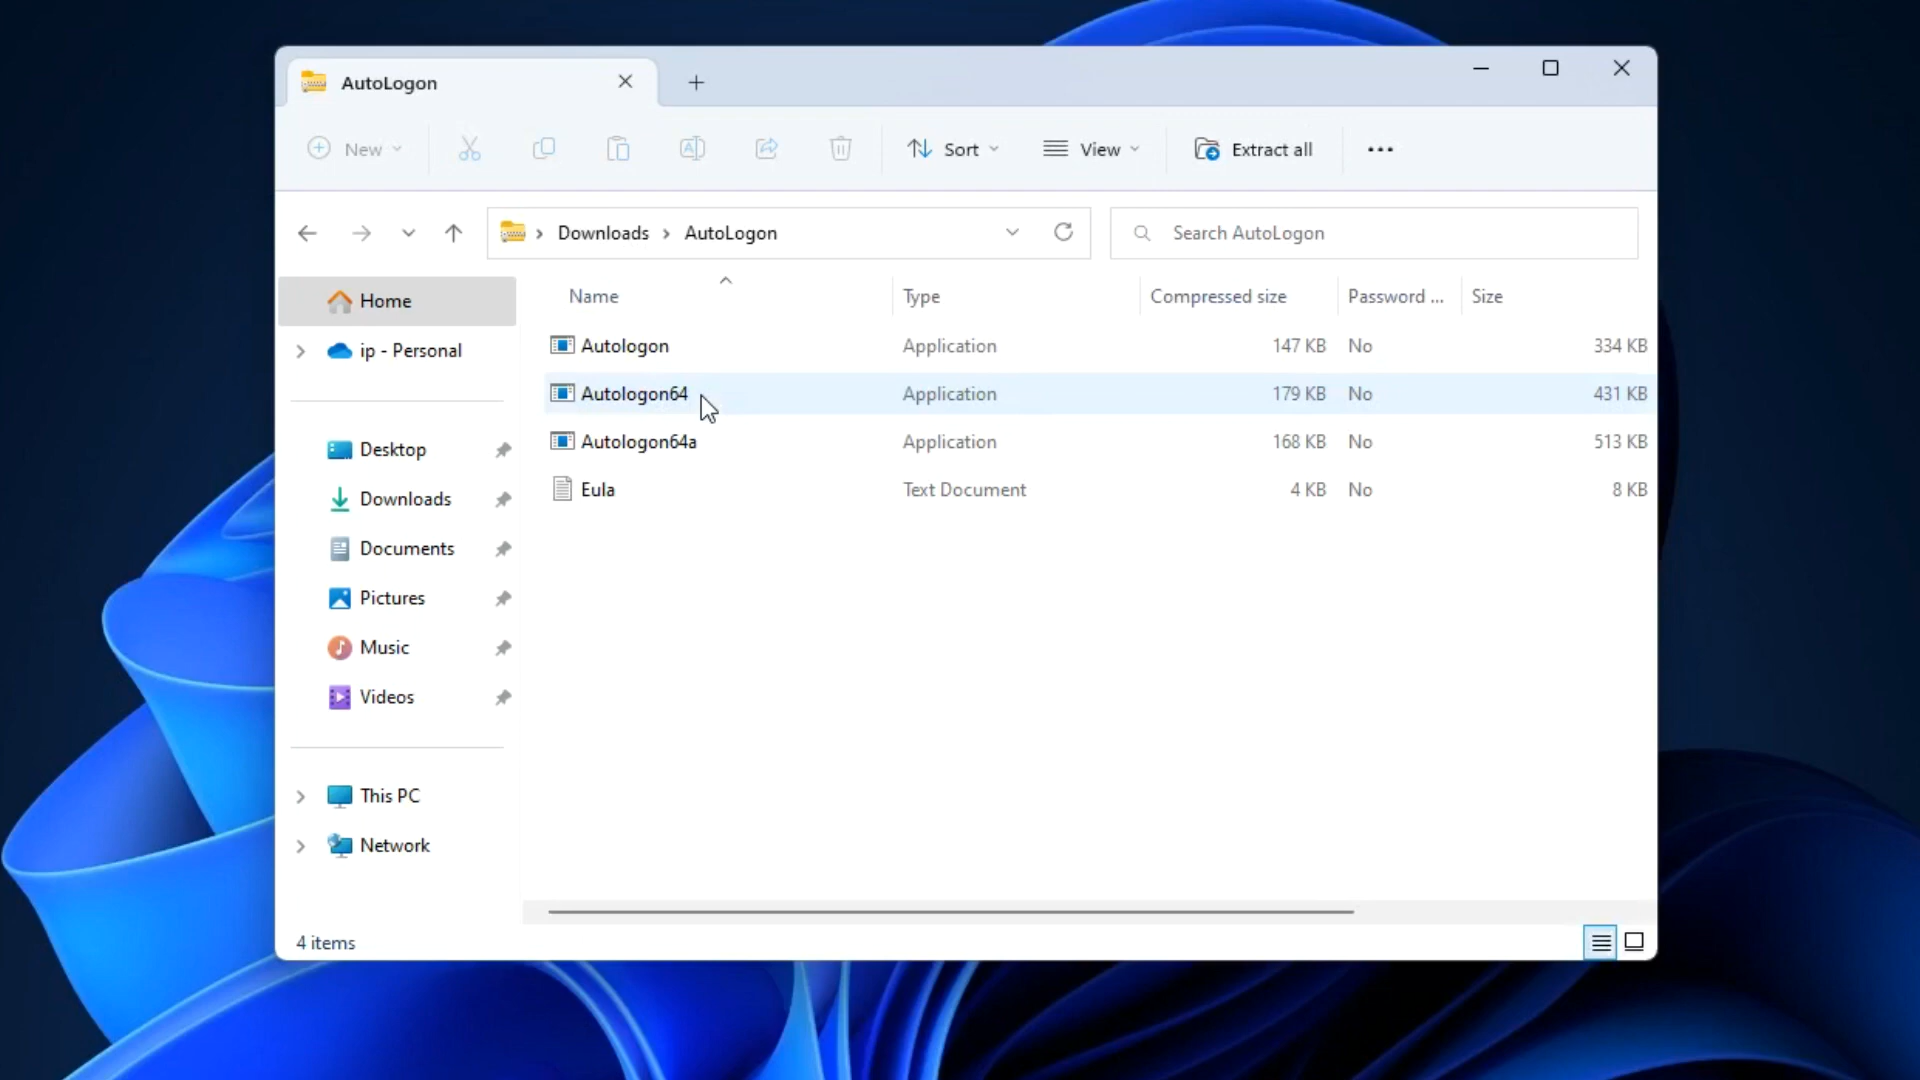 AutoLogon
New
Sort
View
Extract all
Downloads
AutoLogon
Search AutoLogon
Name
Type
Compressed size
Password ...
Size
Home
ip - Personal
Desktop
Downloads
Documents
Pictures
Music
Videos
This PC
Network
Autologon Application 147 KB No 334 KB
Autologon64 Application 179 KB No 431 KB
Autologon64a Application 168 KB No 513 KB
Eula Text Document 4 KB No 8 KB
4 items